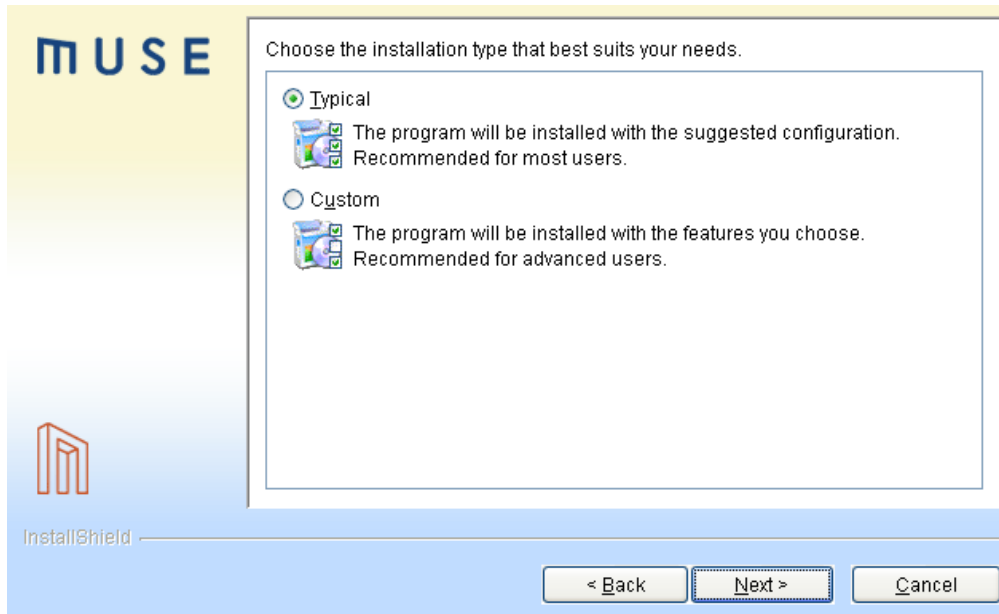 MUSE
Choose the installation type that best suits your needs.
Typical
The program will be installed with the suggested configuration.
Recommended for most users.
Custom
The program will be installed with the features you choose.
Recommended for advanced users.
InstallShield
< Back
Next >
Cancel